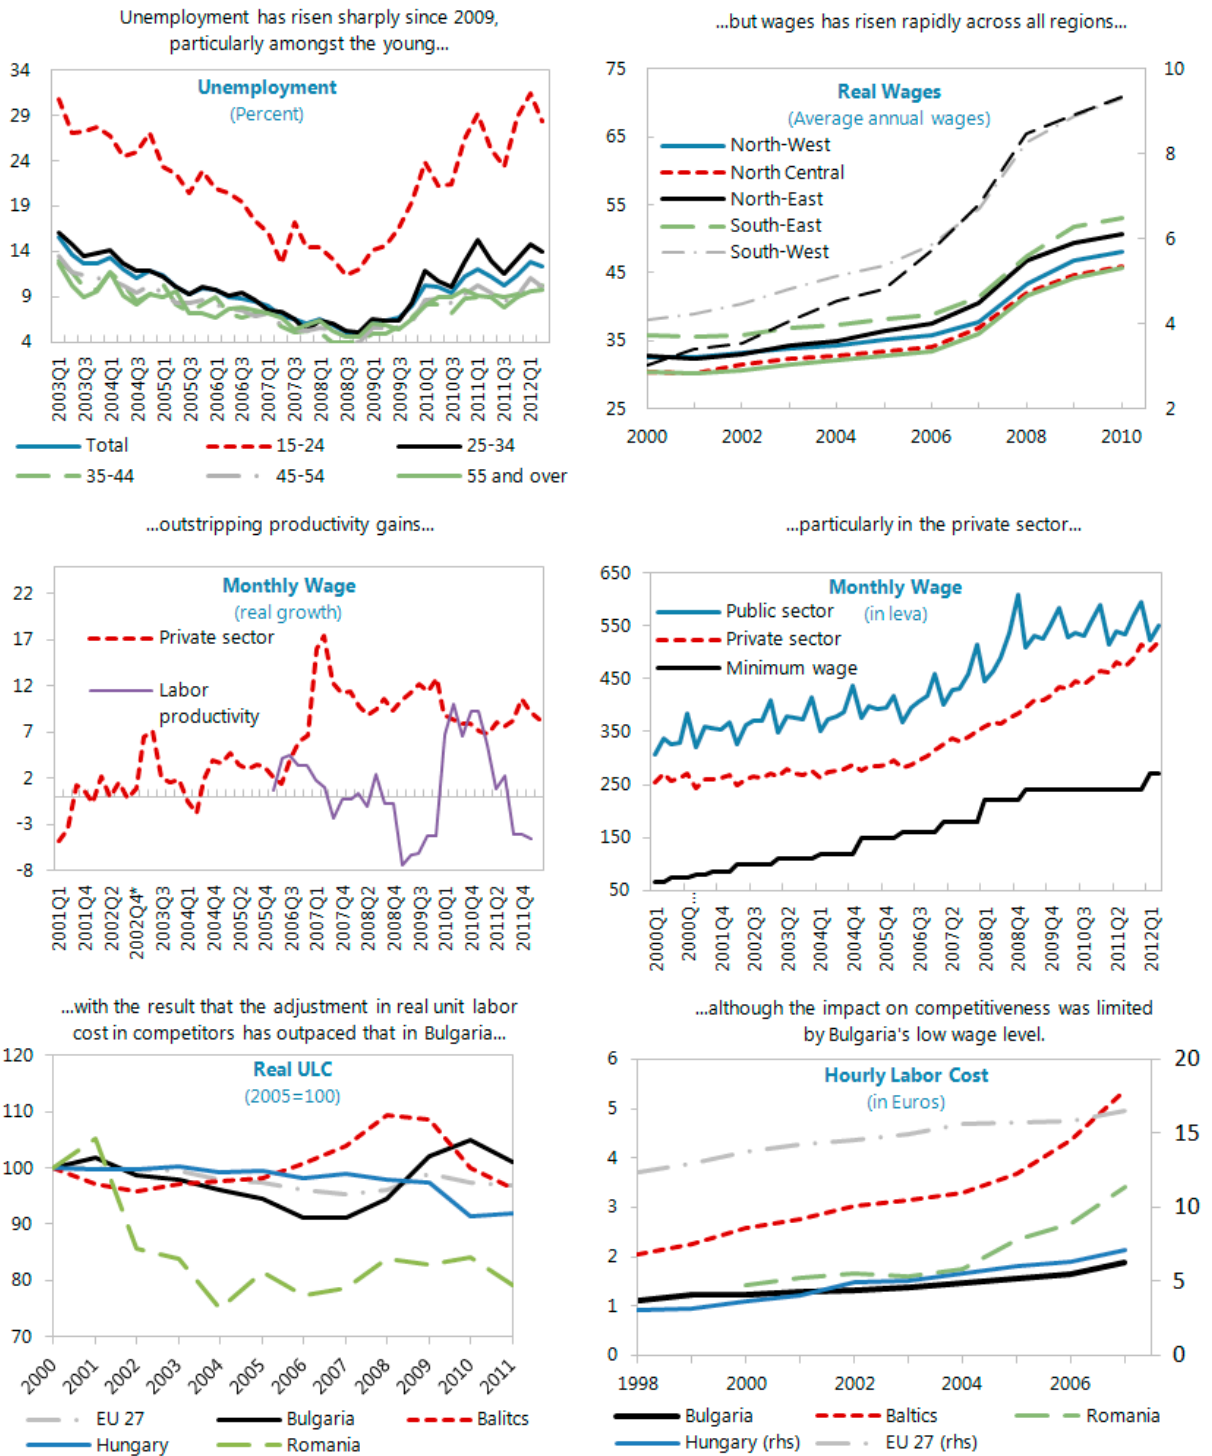 Unemployment has risen sharply since 2009,
particularly amongst the young...
Unemployment
(Percent)
34
29
24
19
14
9
4
2003Q1
2003Q3
2004Q1
2004Q3
2005Q1
2005Q3
2006Q1
2006Q3
2007Q1
2007Q3
2008Q1
2008Q3
2009Q1
2009Q3
2010Q1
2010Q3
2011Q1
2011Q3
2012Q1
Total
15-24
25-34
35-44
45-54
55 and over
...but wages has risen rapidly across all regions...
Real Wages
(Average annual wages)
North-West
North Central
North-East
South-East
South-West
75
65
55
45
35
25
10
8
6
4
2
2000
2002
2004
2006
2008
2010
...outstripping productivity gains...
Monthly Wage
(real growth)
Private sector
Labor
productivity
22
17
12
7
2
-3
-8
2001Q1
2001Q4
2002Q2
2002Q4*
2003Q3
2004Q1
2004Q4
2005Q2
2006Q3
2007Q1
2007Q4
2008Q2
2009Q3
2010Q1
2010Q4
2011Q2
2011Q4
...particularly in the private sector...
Monthly Wage
(in leva)
Public sector
Private sector
Minimum wage
650
550
450
350
250
150
50
2000Q1
2000Q...
2001Q4
2002Q3
2003Q2
2004Q1
2004Q4
2005Q4
2006Q3
2007Q2
2008Q1
2008Q4
2009Q4
2010Q3
2011Q2
2012Q1
...with the result that the adjustment in real unit labor
cost in competitors has outpaced that in Bulgaria...
Real ULC
(2005=100)
120
110
100
90
80
70
2000
2001
2002
2003
2004
2005
2006
2007
2008
2009
2010
2011
EU 27
Bulgaria
Balitcs
Hungary
Romania
...although the impact on competitiveness was limited
by Bulgaria's low wage level.
Hourly Labor Cost
(in Euros)
6
5
4
3
2
1
0
20
15
10
5
0
1998
2000
2002
2004
2006
Bulgaria
Baltics
Romania
Hungary (rhs)
EU 27 (rhs)